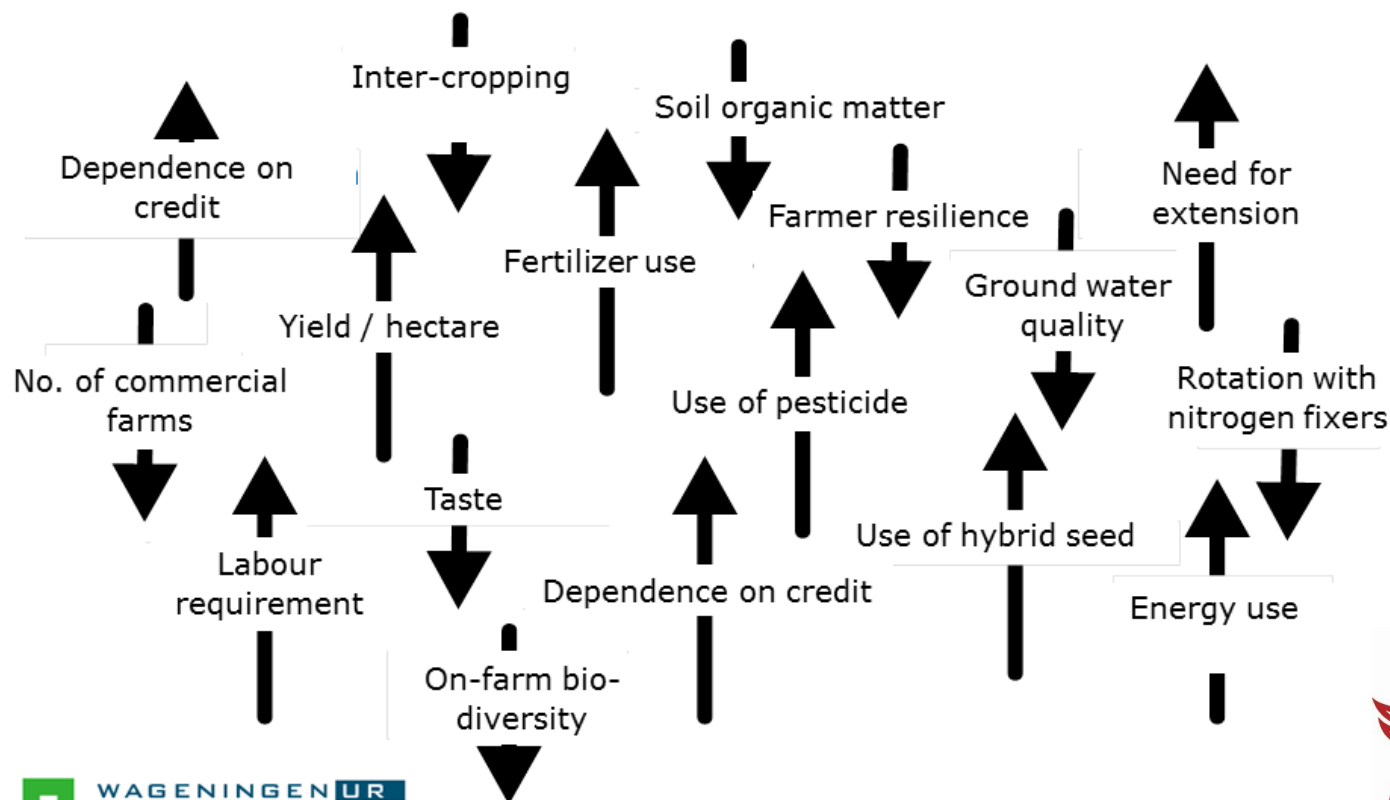 Inter-cropping
Soil organic matter
Dependence on
credit
Need for
extension
Farmer resilience
Fertilizer use
Ground water
quality
Yield / hectare
No. of commercial
farms
Use of pesticide
Rotation with
nitrogen fixers
Taste
Use of hybrid seed
Labour
requirement
Dependence on credit
Energy use
On-farm bio-
diversity
WAGENINGEN UR